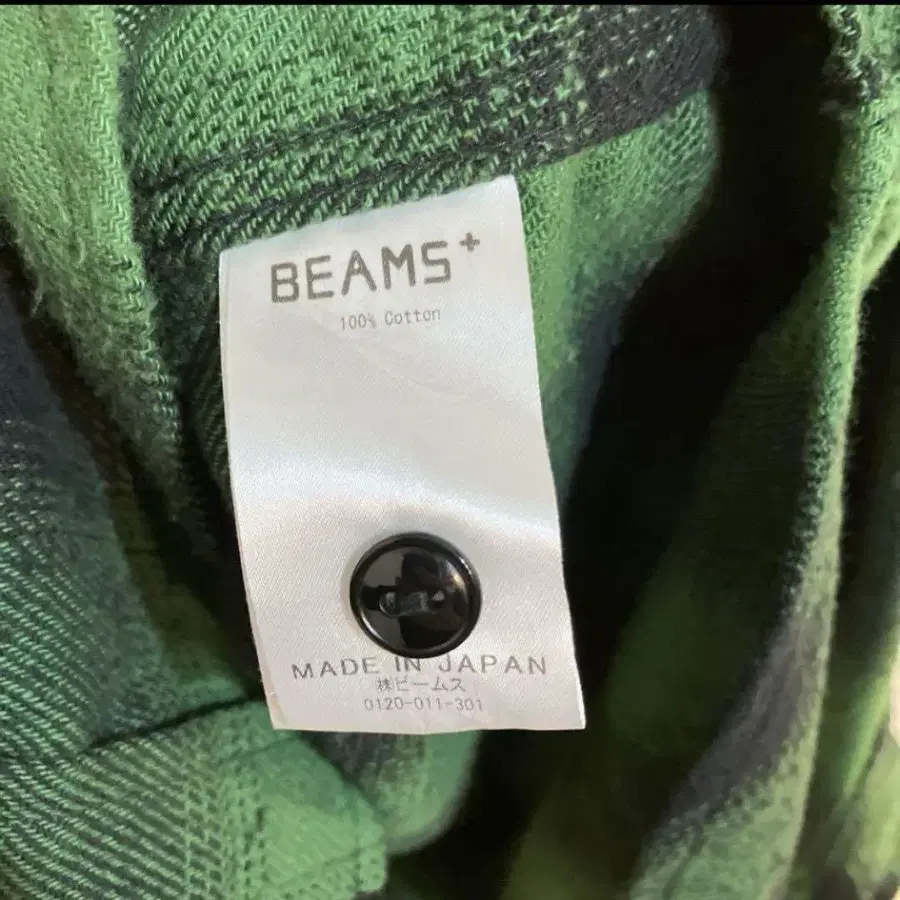 BEAMS+
100% Cotton
MADE IN JAPAN
㈱ビームス
0120-011-301